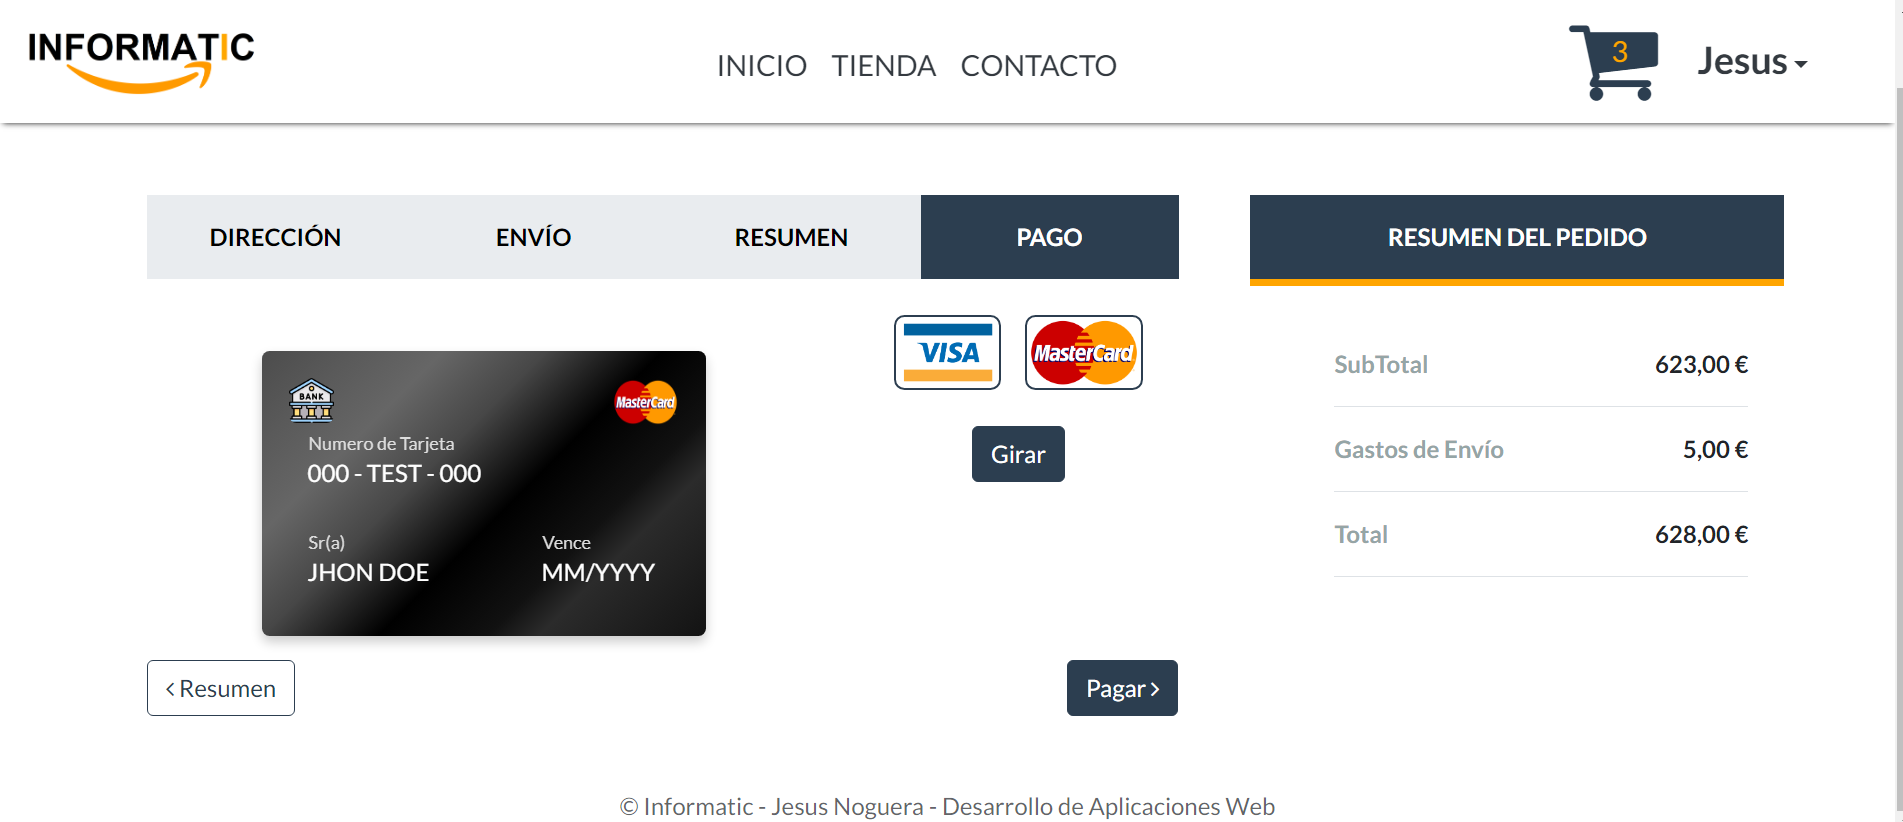 INFORMATIC
INICIO TIENDA CONTACTO
3
Jesus
DIRECCIÓN ENVÍO RESUMEN PAGO
RESUMEN DEL PEDIDO
VISA
MasterCard
BANK
MasterCard
Numero de Tarjeta
000 - TEST - 000
Sr(a) Vence
JHON DOE MM/YYYY
Girar
SubTotal 623,00 €
Gastos de Envío 5,00 €
Total 628,00 €
‹ Resumen
Pagar ›
© Informatic - Jesus Noguera - Desarrollo de Aplicaciones Web